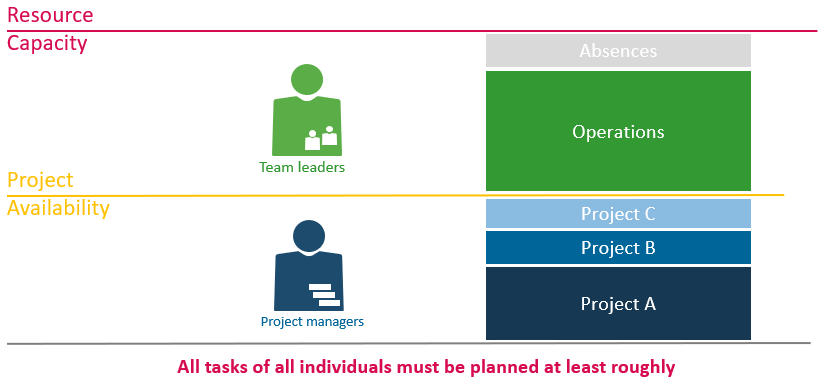 Resource
Capacity
Absences
Operations
Team leaders
Project
Availability
Project C
Project B
Project A
Project managers
All tasks of all individuals must be planned at least roughly